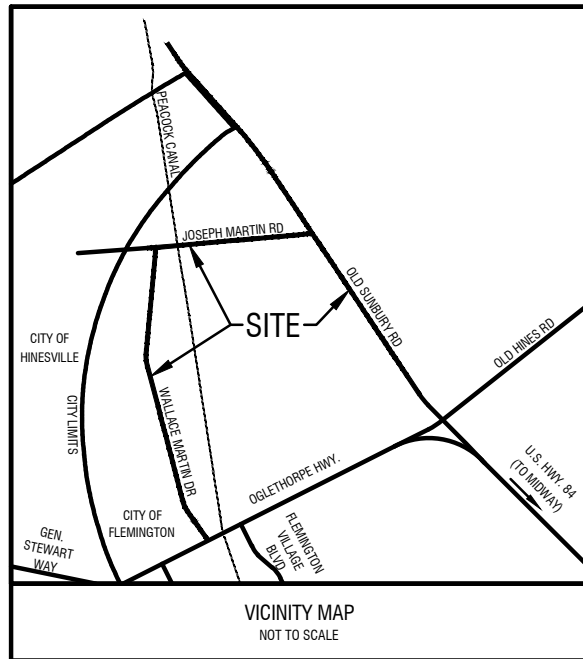 PEACOCK CANAL
JOSEPH MARTIN RD
OLD SUNBURY RD
SITE
CITY OF
HINESVILLE
OLD HINES RD
CITY LIMITS
WALLACE MARTIN DR
OGLETHORPE HWY.
U.S. HWY. 84
(TO MIDWAY)
CITY OF
FLEMINGTON
FLEMINGTON
VILLAGE
BLVD
GEN.
STEWART
WAY
VICINITY MAP
NOT TO SCALE